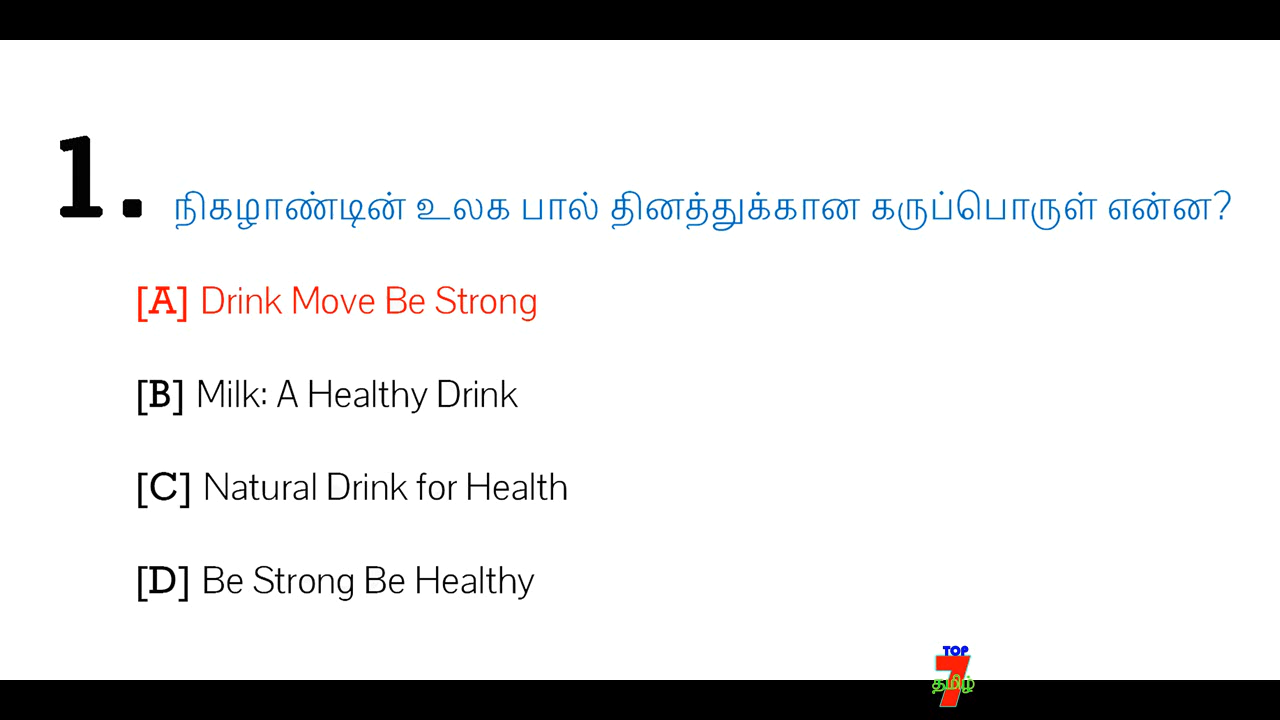 1. நிகழாண்டின் உலக பால் தினத்துக்கான கருப்பொருள் என்ன?
[A] Drink Move Be Strong
[B] Milk: A Healthy Drink
[C] Natural Drink for Health
[D] Be Strong Be Healthy
TOP
7
தமிழ்